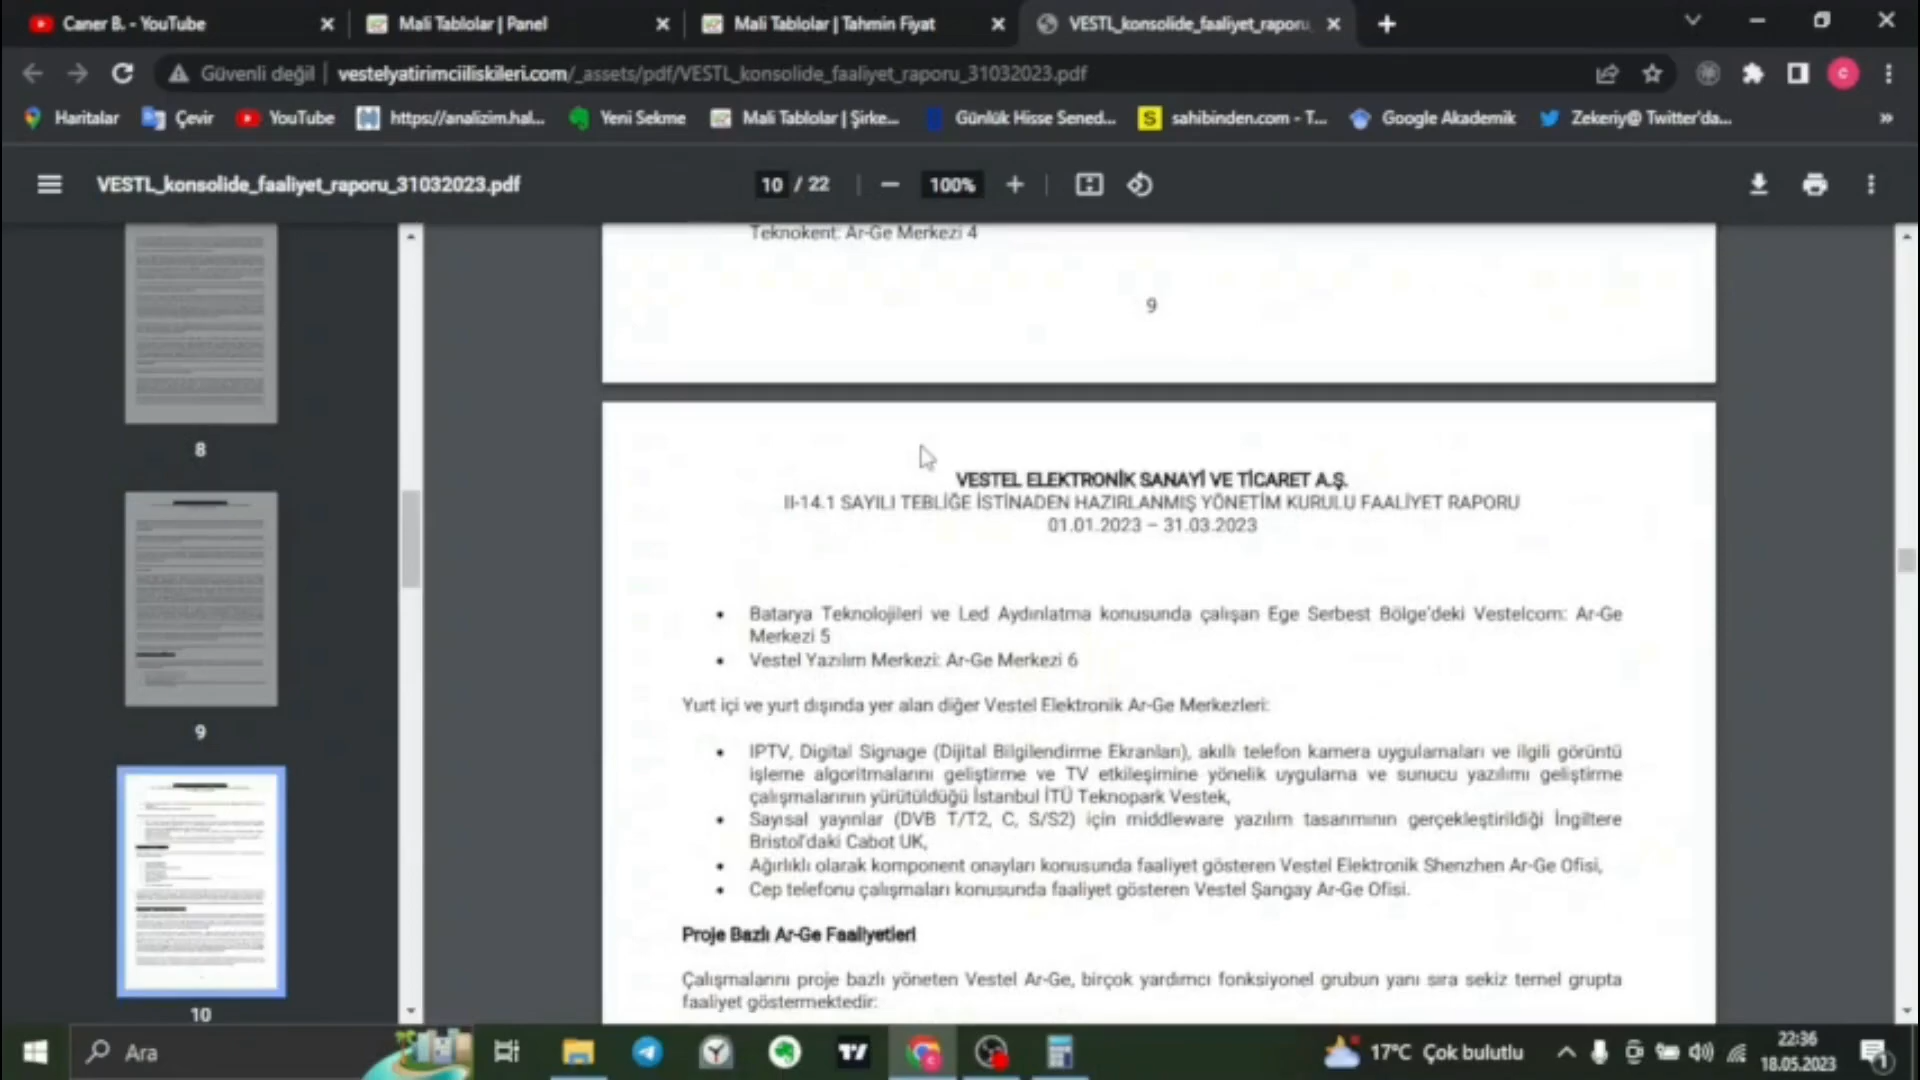 Caner B. - YouTube
Mali Tablolar | Panel
Mali Tablolar | Tahmin Fiyat
VESTL_konsolide_faaliyet_raporu_
Güvenli değil
vestelyatirimciiliskileri.com/_assets/pdf/VESTL_konsolide_faaliyet_raporu_31032023.pdf
C
Haritalar
Çevir
YouTube
https://analizim.hal...
Yeni Sekme
Mali Tablolar | Şirke...
Günlük Hisse Sened...
S
sahibinden.com - T...
Google Akademik
Zekeriy@ Twitter'da...
»
VESTL_konsolide_faaliyet_raporu_31032023.pdf
10 / 22
100%
8
9
10
Teknokent: Ar-Ge Merkezi 4
9
VESTEL ELEKTRONİK SANAYİ VE TİCARET A.Ş.
II-14.1 SAYILI TEBLİĞE İSTİNADEN HAZIRLANMIŞ YÖNETİM KURULU FAALİYET RAPORU
01.01.2023 – 31.03.2023
• Batarya Teknolojileri ve Led Aydınlatma konusunda çalışan Ege Serbest Bölge'deki Vestelcom: Ar-Ge
Merkezi 5
• Vestel Yazılım Merkezi: Ar-Ge Merkezi 6
Yurt içi ve yurt dışında yer alan diğer Vestel Elektronik Ar-Ge Merkezleri:
• IPTV, Digital Signage (Dijital Bilgilendirme Ekranları), akıllı telefon kamera uygulamaları ve ilgili görüntü
işleme algoritmalarını geliştirme ve TV etkileşimine yönelik uygulama ve sunucu yazılımı geliştirme
çalışmalarının yürütüldüğü İstanbul İTÜ Teknopark Vestek,
• Sayısal yayınlar (DVB T/T2, C, S/S2) için middleware yazılım tasarımının gerçekleştirildiği İngiltere
Bristol'daki Cabot UK,
• Ağırlıklı olarak komponent onayları konusunda faaliyet gösteren Vestel Elektronik Shenzhen Ar-Ge Ofisi,
• Cep telefonu çalışmaları konusunda faaliyet gösteren Vestel Şangay Ar-Ge Ofisi.
Proje Bazlı Ar-Ge Faaliyetleri
Çalışmalarını proje bazlı yöneten Vestel Ar-Ge, birçok yardımcı fonksiyonel grubun yanı sıra sekiz temel grupta
faaliyet göstermektedir:
Ara
17°C Çok bulutlu
22:36
18.05.2023
1